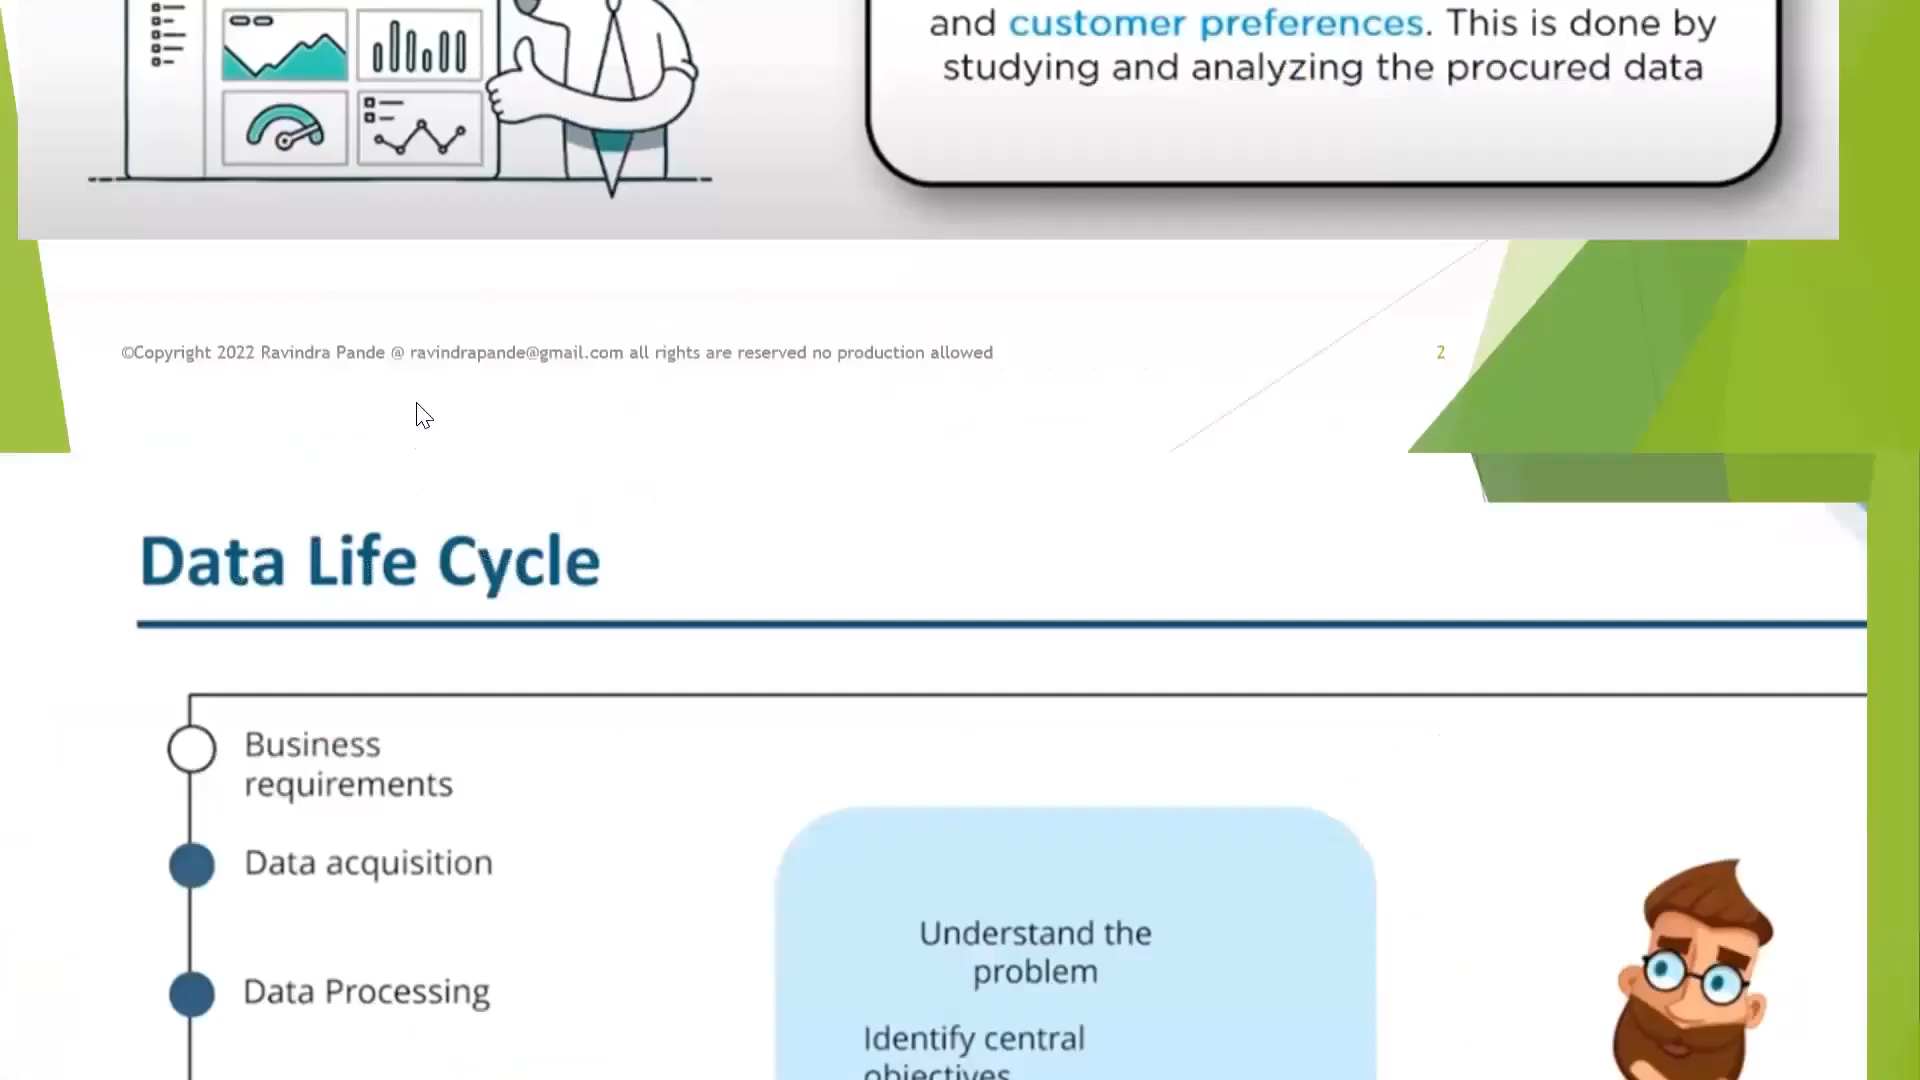 and customer preferences. This is done by
studying and analyzing the procured data
©Copyright 2022 Ravindra Pande @ ravindrapande@gmail.com all rights are reserved no production allowed
2
Data Life Cycle
Business
requirements
Data acquisition
Data Processing
Understand the
problem
Identify central
objectives